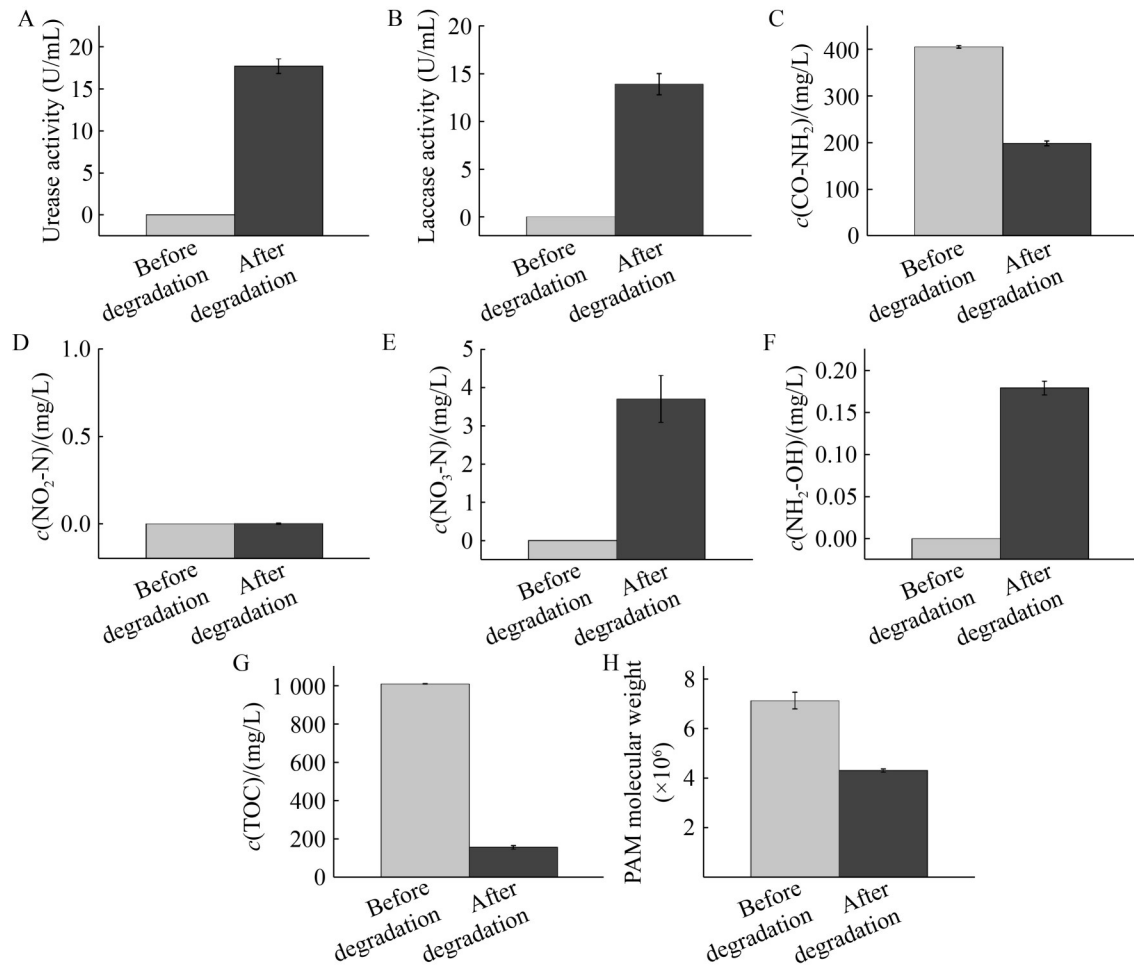 A
Urease activity (U/mL)
20
15
10
5
0
Before
degradation
After
degradation
B
Laccase activity (U/mL)
20
15
10
5
0
Before
degradation
After
degradation
C
c(CO-NH₂)/(mg/L)
400
300
200
100
0
Before
degradation
After
degradation
D
c(NO₂-N)/(mg/L)
1.0
0.5
0.0
Before
degradation
After
degradation
E
c(NO₃-N)/(mg/L)
5
4
3
2
1
0
Before
degradation
After
degradation
F
c(NH₂-OH)/(mg/L)
0.20
0.15
0.10
0.05
0.00
Before
degradation
After
degradation
G
c(TOC)/(mg/L)
1 000
800
600
400
200
0
Before
degradation
After
degradation
H
PAM molecular weight
(×10⁶)
8
6
4
2
Before
degradation
After
degradation